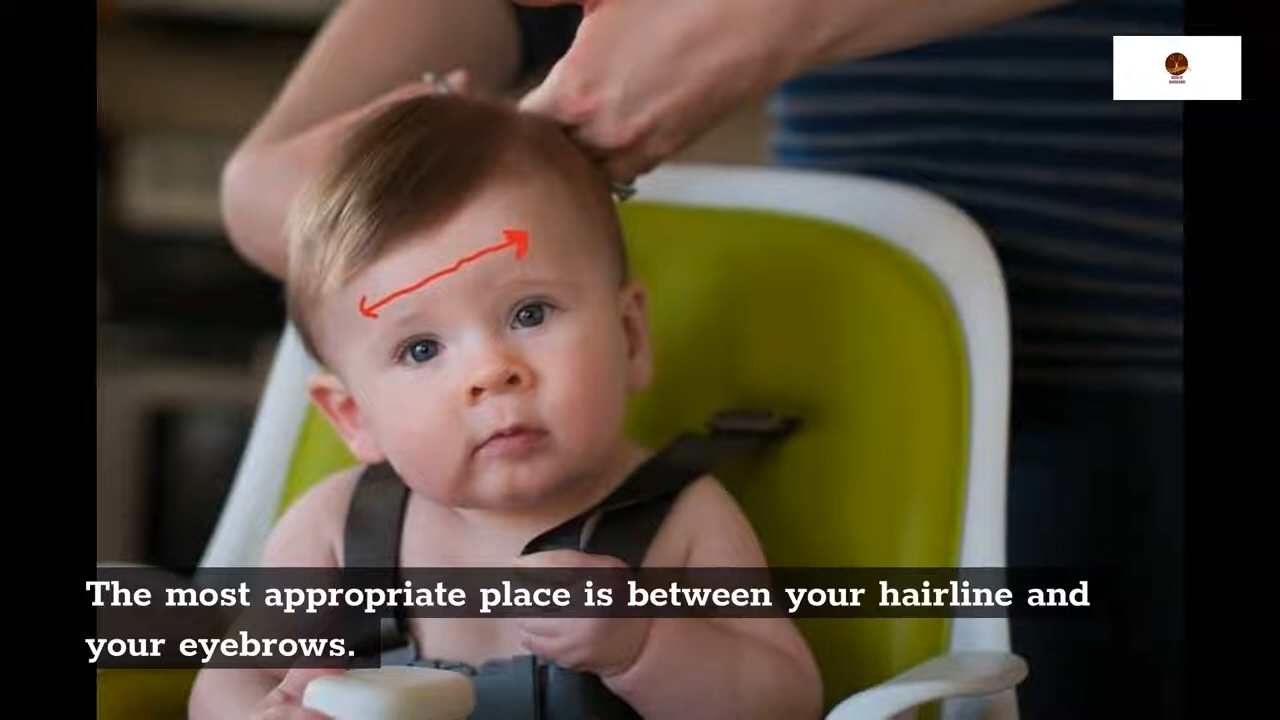 The most appropriate place is between your hairline and
your eyebrows.